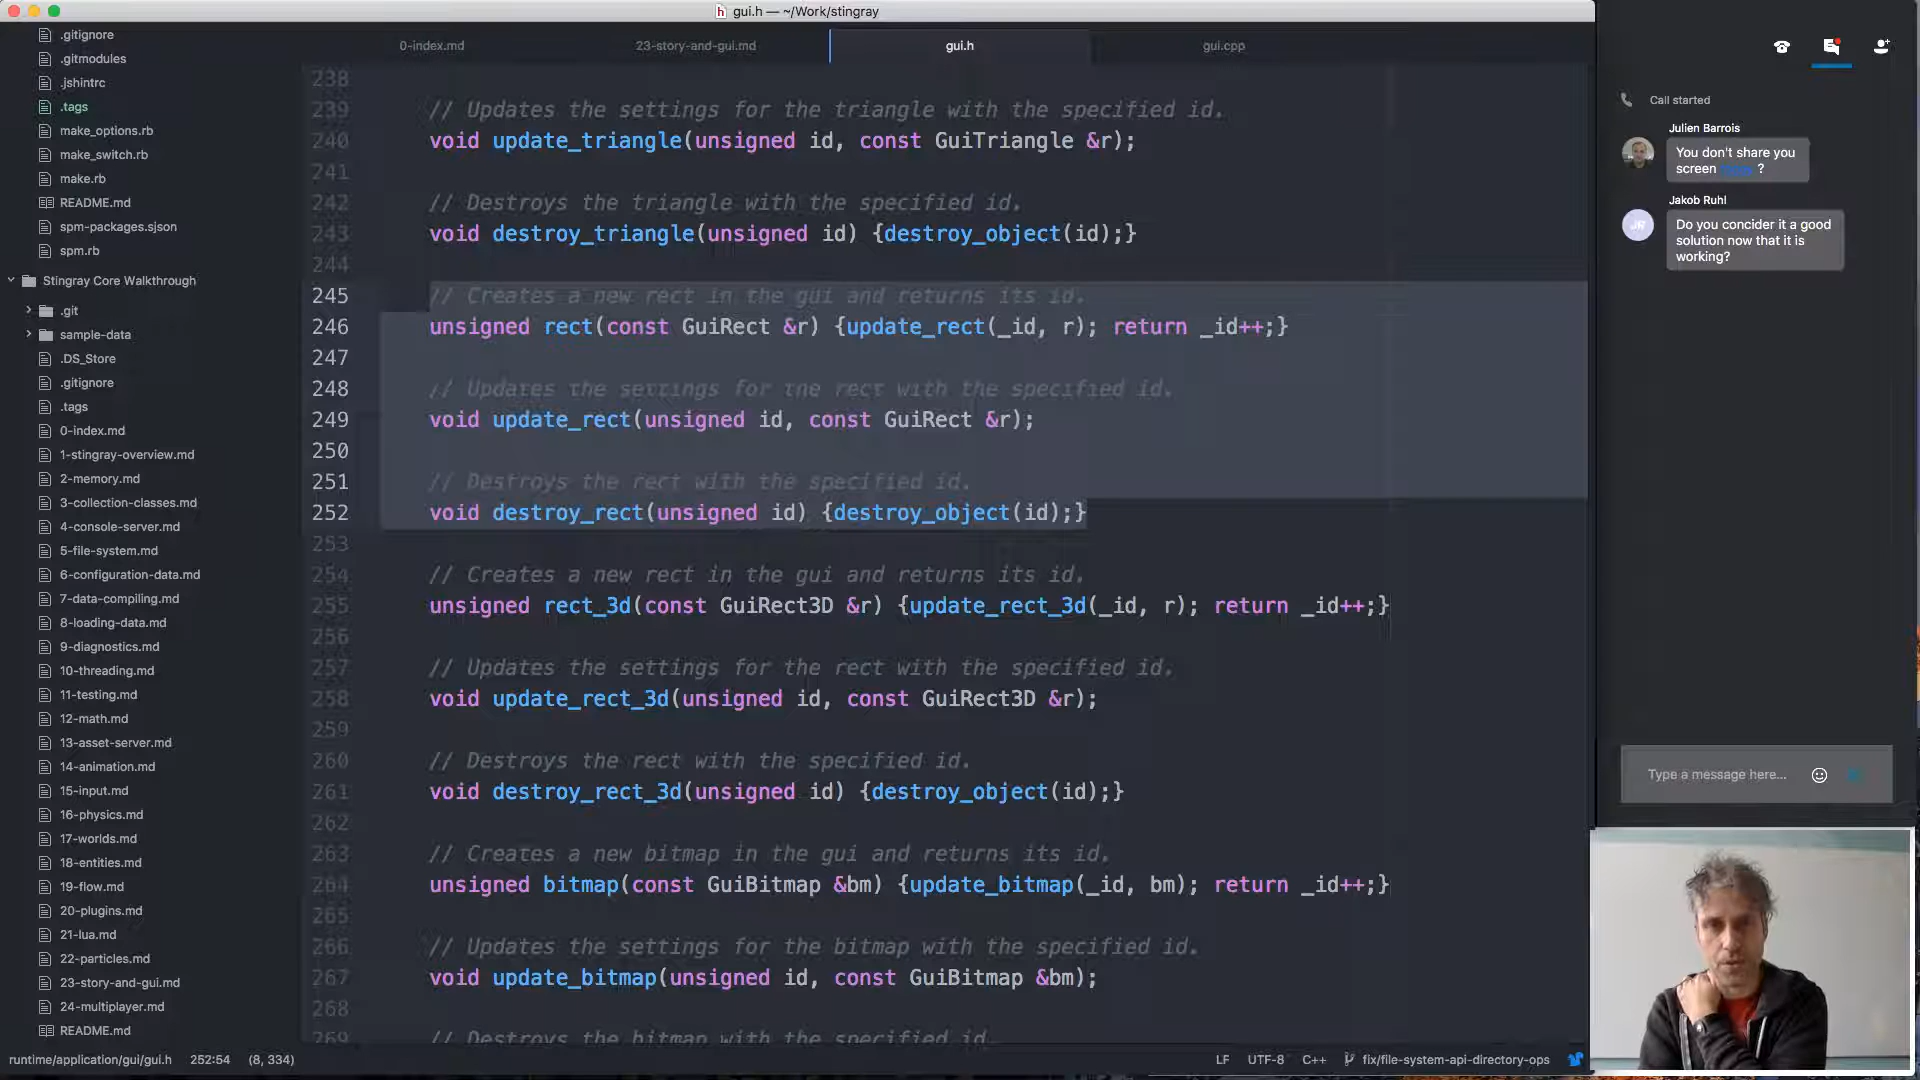 gui.h — ~/Work/stingray
.gitignore
.gitmodules
.jshintrc
.tags
make_options.rb
make_switch.rb
make.rb
README.md
spm-packages.sjson
spm.rb
Stingray Core Walkthrough
.git
sample-data
.DS_Store
.gitignore
.tags
0-index.md
1-stingray-overview.md
2-memory.md
3-collection-classes.md
4-console-server.md
5-file-system.md
6-configuration-data.md
7-data-compiling.md
8-loading-data.md
9-diagnostics.md
10-threading.md
11-testing.md
12-math.md
13-asset-server.md
14-animation.md
15-input.md
16-physics.md
17-worlds.md
18-entities.md
19-flow.md
20-plugins.md
21-lua.md
22-particles.md
23-story-and-gui.md
24-multiplayer.md
README.md
0-index.md 23-story-and-gui.md gui.h gui.cpp
238
239 // Updates the settings for the triangle with the specified id.
240 void update_triangle(unsigned id, const GuiTriangle &r);
241
242 // Destroys the triangle with the specified id.
243 void destroy_triangle(unsigned id) {destroy_object(id);}
244
245 // Creates a new rect in the gui and returns its id.
246 unsigned rect(const GuiRect &r) {update_rect(_id, r); return _id++;}
247
248 // Updates the settings for the rect with the specified id.
249 void update_rect(unsigned id, const GuiRect &r);
250
251 // Destroys the rect with the specified id.
252 void destroy_rect(unsigned id) {destroy_object(id);}
253
254 // Creates a new rect in the gui and returns its id.
255 unsigned rect_3d(const GuiRect3D &r) {update_rect_3d(_id, r); return _id++;}
256
257 // Updates the settings for the rect with the specified id.
258 void update_rect_3d(unsigned id, const GuiRect3D &r);
259
260 // Destroys the rect with the specified id.
261 void destroy_rect_3d(unsigned id) {destroy_object(id);}
262
263 // Creates a new bitmap in the gui and returns its id.
264 unsigned bitmap(const GuiBitmap &bm) {update_bitmap(_id, bm); return _id++;}
265
266 // Updates the settings for the bitmap with the specified id.
267 void update_bitmap(unsigned id, const GuiBitmap &bm);
268
269 // Destroys the bitmap with the specified id.
runtime/application/gui/gui.h 252:54 (8, 334) LF UTF-8 C++ fix/file-system-api-directory-ops
Call started
Julien Barrois
You don't share you
screen ?
Jakob Ruhl
JR
Do you concider it a good
solution now that it is
working?
Type a message here...